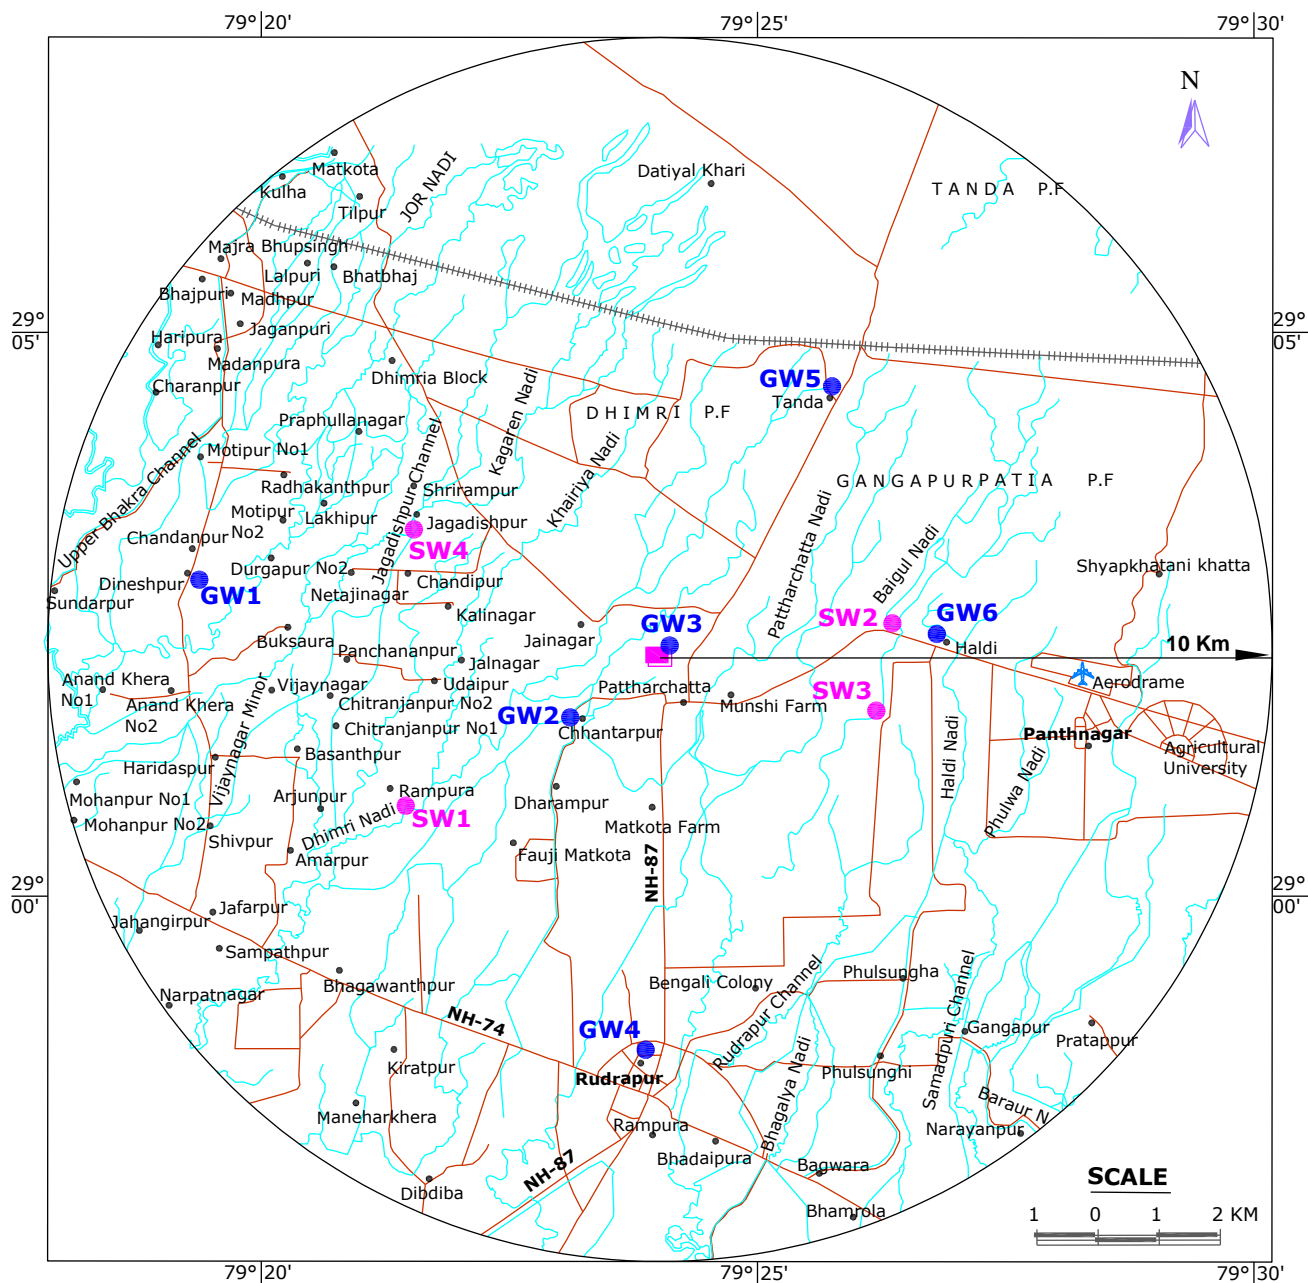 79° 20'
79° 25'
79° 30'
N
Matkota
Kulha
Tilpur
JOR NADI
Datiyal Khari
TANDA P.F
Majra Bhupsingh
Lalpuri
Bhatbhaj
Bhajpuri
Madhpur
Jaganpuri
Haripura
Madanpura
29°
05'
29°
05'
Charanpur
Dhimria Block
GW5
Tanda
DHIMRI P.F
Kagaren Nadi
Praphullanagar
Motipur No1
Upper Bhakra Channel
Jagadishpur Channel
Khairiya Nadi
Radhakanthpur
Shrirampur
GANGAPURPATIA P.F
Motipur
No2
Lakhipur
Jagadishpur
SW4
Pattharchatta Nadi
Baigul Nadi
Chandanpur
Durgapur No2
Dineshpur
GW1
Netajinagar
Chandipur
Shyapkhatani khatta
Sundarpur
Kalinagar
Jainagar
GW3
SW2
GW6
Haldi
Buksaura
Panchananpur
Jalnagar
10 Km
Anand Khera
No1
Anand Khera
No2
Vijaynagar
Udaipur
Chitranjanpur No2
Chitranjanpur No1
Pattharchatta
Munshi Farm
SW3
Aerodrame
GW2
Chhantarpur
Panthnagar
Agricultural
University
Haridaspur
Vijaynagar Minor
Basanthpur
Haldi Nadi
Phulwa Nadi
Mohanpur No1
Mohanpur No2
Arjunpur
Rampura
SW1
Dhimri Nadi
Dharampur
Matkota Farm
Shivpur
Amarpur
Fauji Matkota
NH-87
29°
00'
29°
00'
Jafarpur
Jahangirpur
Sampathpur
Bhagawanthpur
Narpatnagar
Bengali Colony
Phulsungha
Rudrapur Channel
Samadpuri Channel
NH-74
GW4
Gangapur
Pratappur
Kiratpur
Rudrapur
Phulsunghi
Bhagalya Nadi
Maneharkhera
Baraur N
Rampura
Narayanpur
Bhadaipura
NH-87
Bagwara
Dibdiba
Bhamrola
SCALE
1 0 1 2 KM
79° 20'
79° 25'
79° 30'